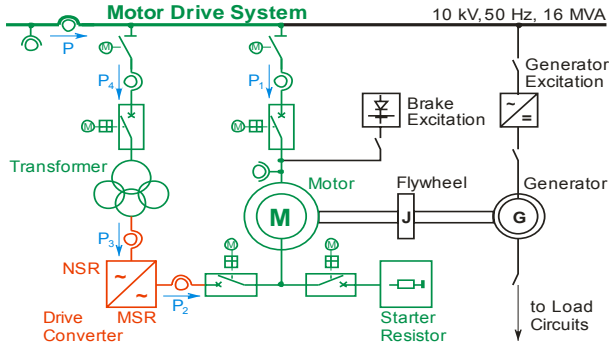 Motor Drive System
10 kV, 50 Hz, 16 MVA
P
M
M
P4
P1
Generator
Excitation
Brake
Excitation
~
=
M
M
Transformer
Motor
Flywheel
Generator
M
J
G
P3
M
M
NSR
~
~
MSR
P2
Drive
Converter
Starter
Resistor
to Load
Circuits